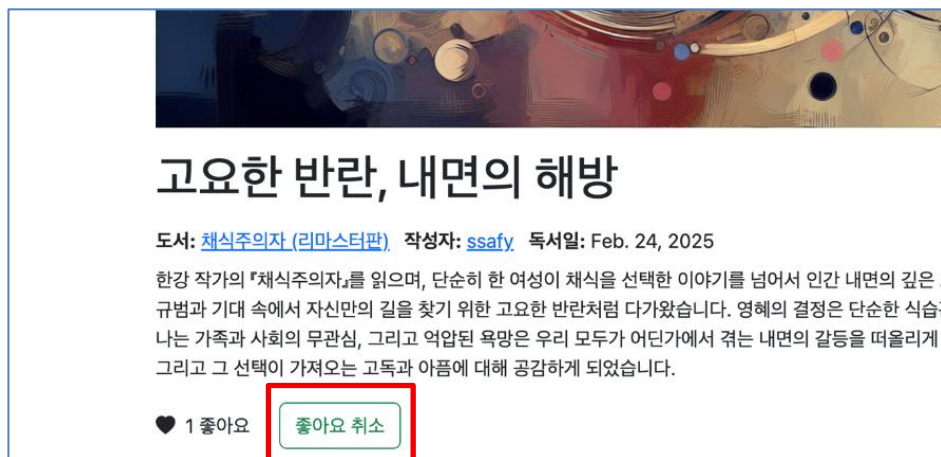 고요한 반란, 내면의 해방
도서: 채식주의자 (리마스터판) 작성자: ssafy 독서일: Feb. 24, 2025
한강 작가의 『채식주의자』를 읽으며, 단순히 한 여성이 채식을 선택한 이야기를 넘어서 인간 내면의 깊은
규범과 기대 속에서 자신만의 길을 찾기 위한 고요한 반란처럼 다가왔습니다. 영혜의 결정은 단순한 식습
나는 가족과 사회의 무관심, 그리고 억압된 욕망은 우리 모두가 어딘가에서 겪는 내면의 갈등을 떠올리게
그리고 그 선택이 가져오는 고독과 아픔에 대해 공감하게 되었습니다.
1 좋아요 좋아요 취소